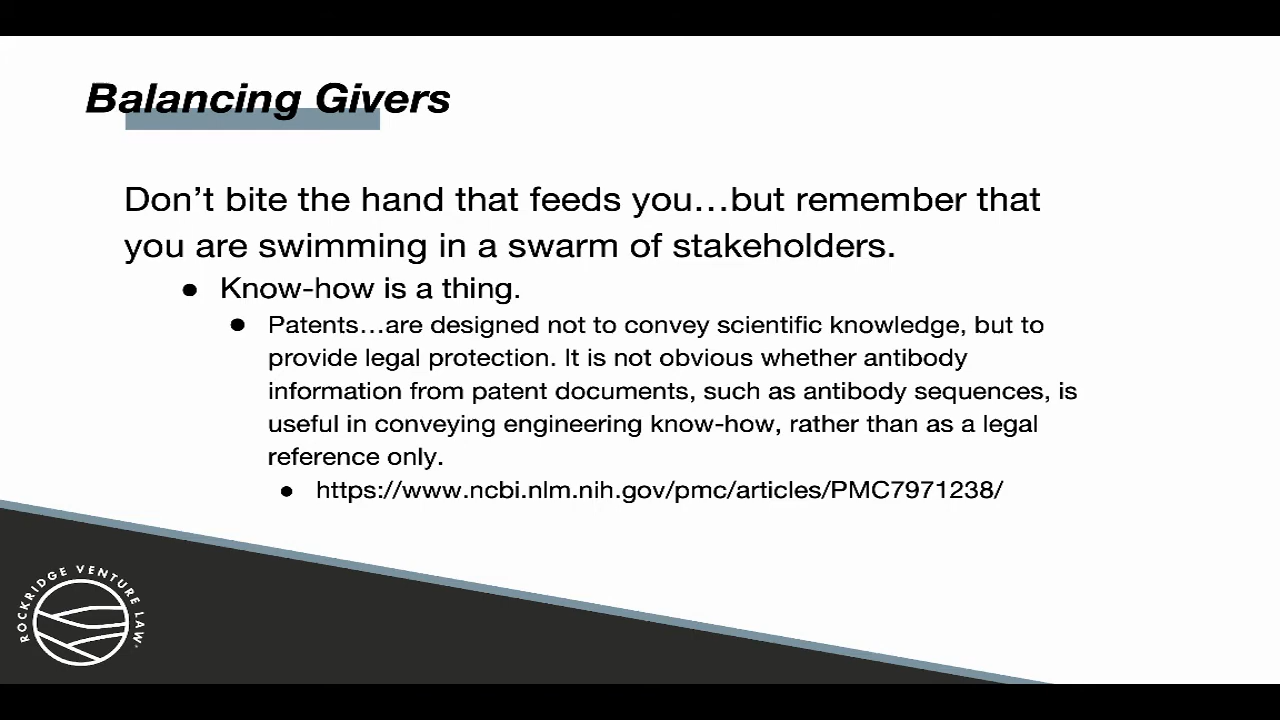 Balancing Givers
Don’t bite the hand that feeds you…but remember that
you are swimming in a swarm of stakeholders.
● Know-how is a thing.
● Patents…are designed not to convey scientific knowledge, but to
provide legal protection. It is not obvious whether antibody
information from patent documents, such as antibody sequences, is
useful in conveying engineering know-how, rather than as a legal
reference only.
● https://www.ncbi.nlm.nih.gov/pmc/articles/PMC7971238/
ROCKRIDGE VENTURE LAW